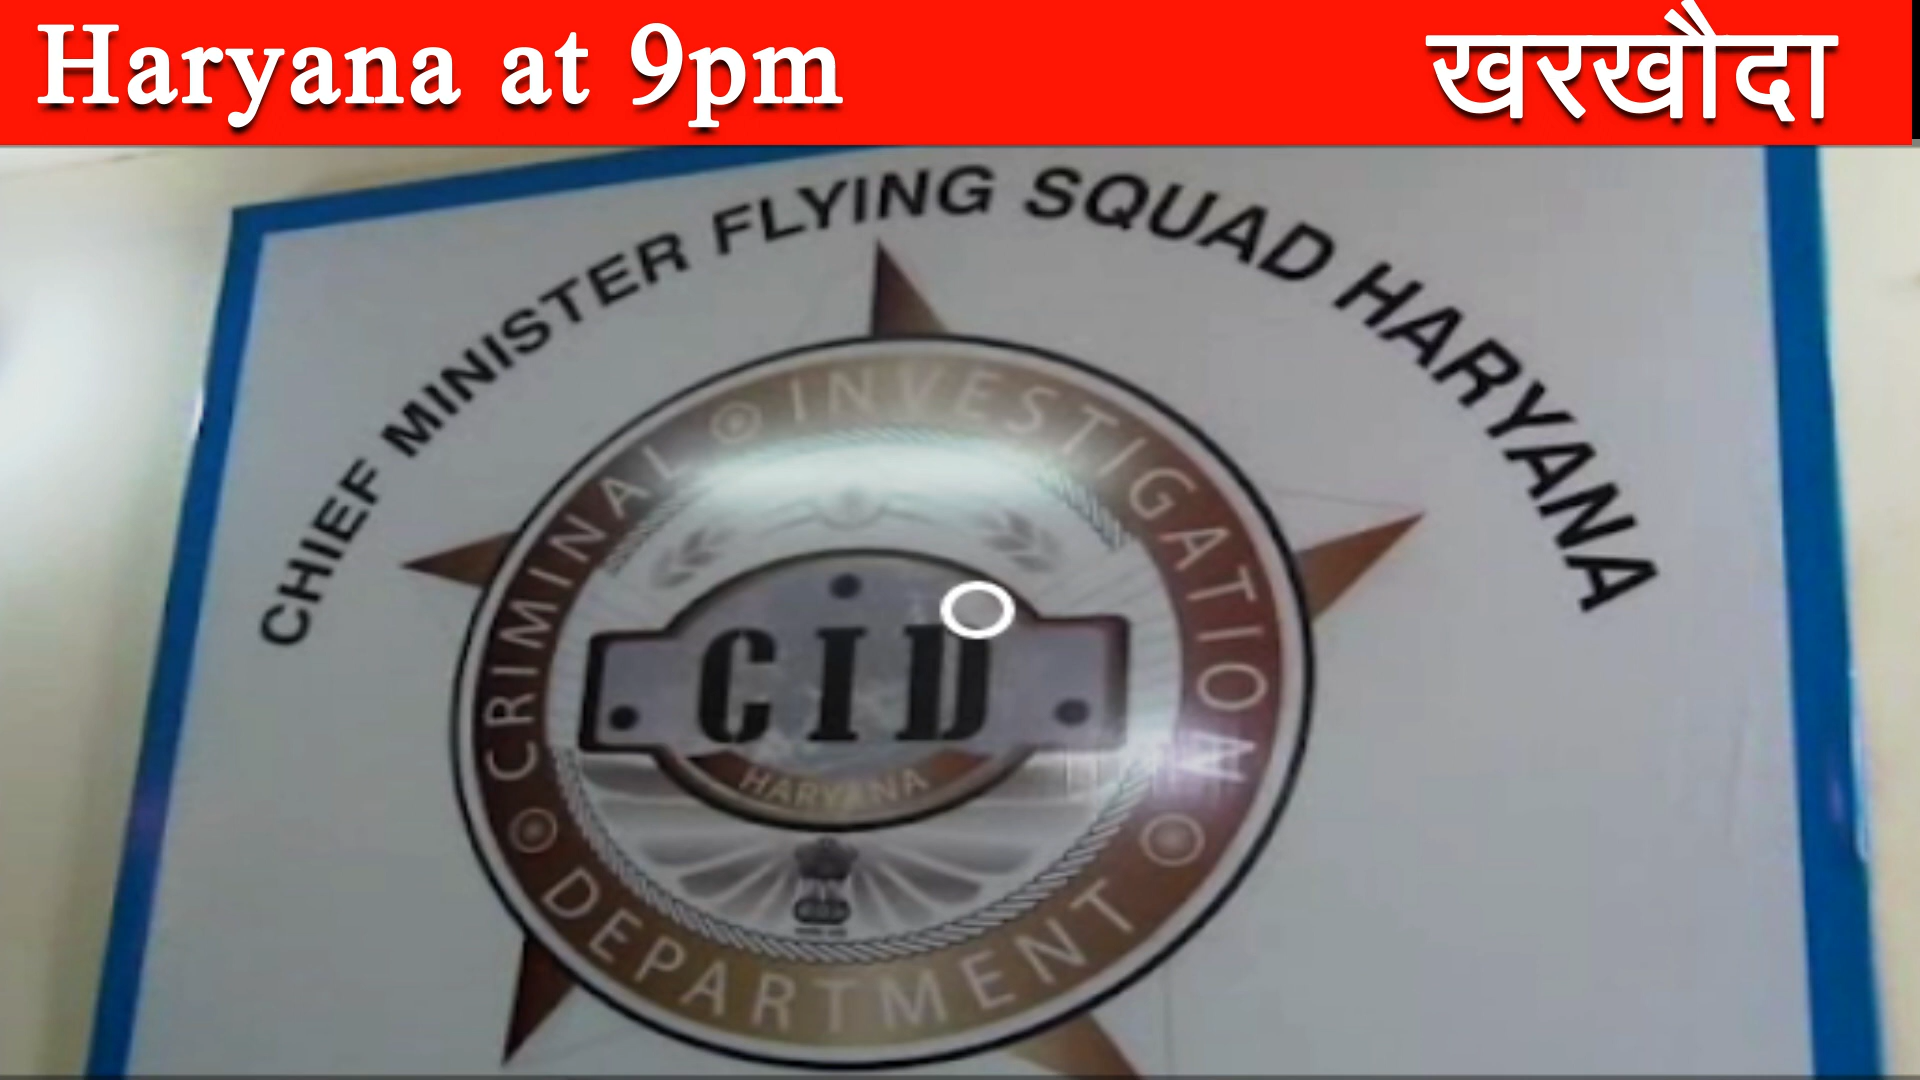 Haryana at 9pm
खरखौदा
CHIEF MINISTER FLYING SQUAD HARYANA
CRIMINAL INVESTIGATION
CID
HARYANA
DEPARTMENT